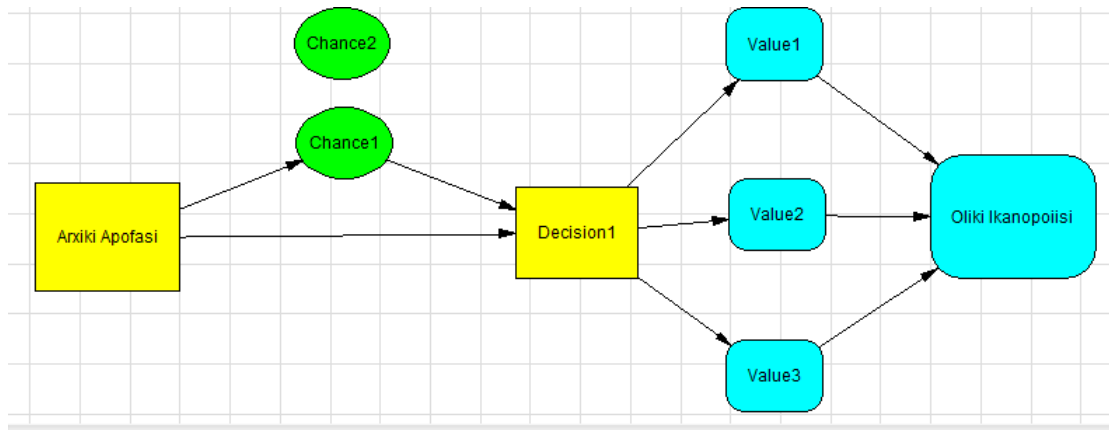 Chance2
Value1
Chance1
Arxiki Apofasi
Decision1
Value2
Oliki Ikanopoiisi
Value3